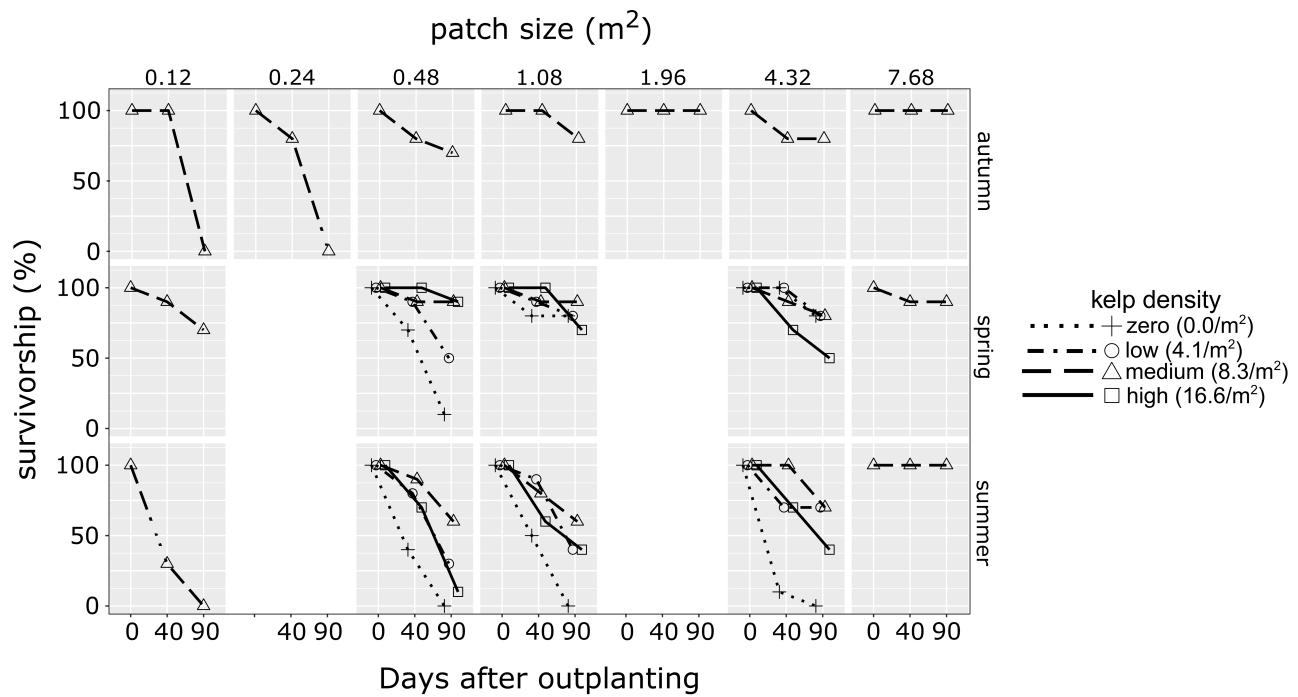 patch size (m²)
0.12 0.24 0.48 1.08 1.96 4.32 7.68
100
50
0
autumn
100
50
0
spring
100
50
0
summer
survivorship (%)
0 40 90 40 90 0 40 90 0 40 90 0 40 90 0 40 90 0 40 90
Days after outplanting
kelp density
zero (0.0/m²)
low (4.1/m²)
medium (8.3/m²)
high (16.6/m²)